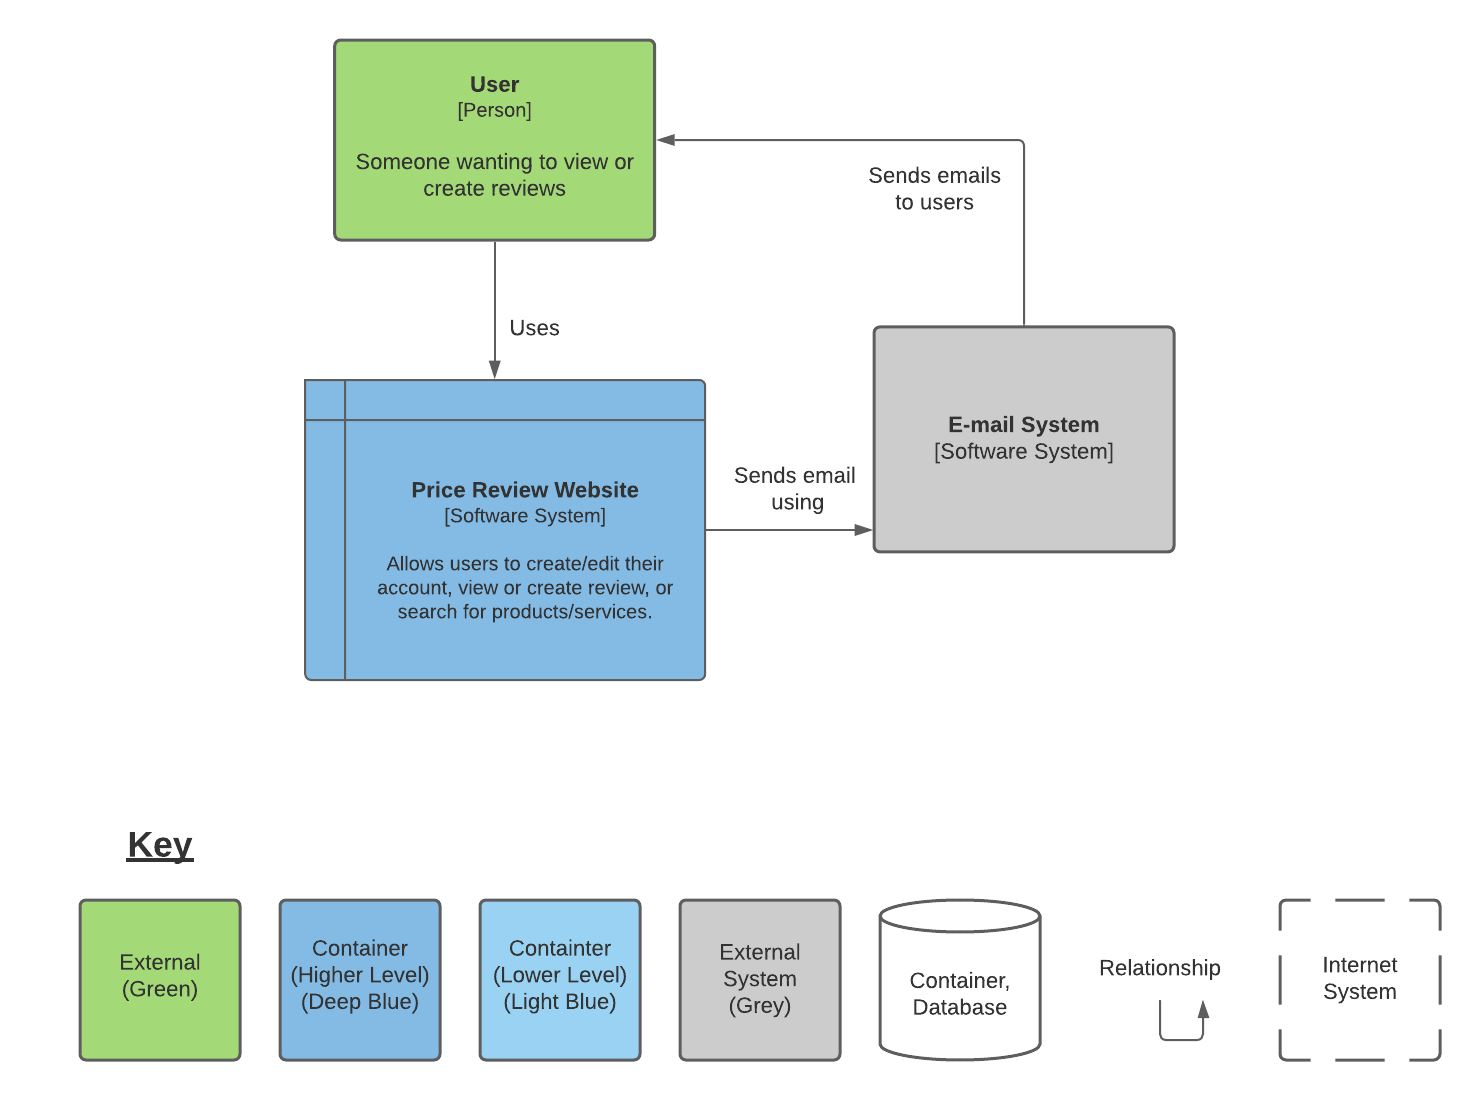 User
[Person]
Someone wanting to view or
create reviews
Sends emails
to users
Uses
E-mail System
[Software System]
Sends email
using
Price Review Website
[Software System]
Allows users to create/edit their
account, view or create review, or
search for products/services.
Key
External
(Green)
Container
(Higher Level)
(Deep Blue)
Containter
(Lower Level)
(Light Blue)
External
System
(Grey)
Container,
Database
Relationship
Internet
System